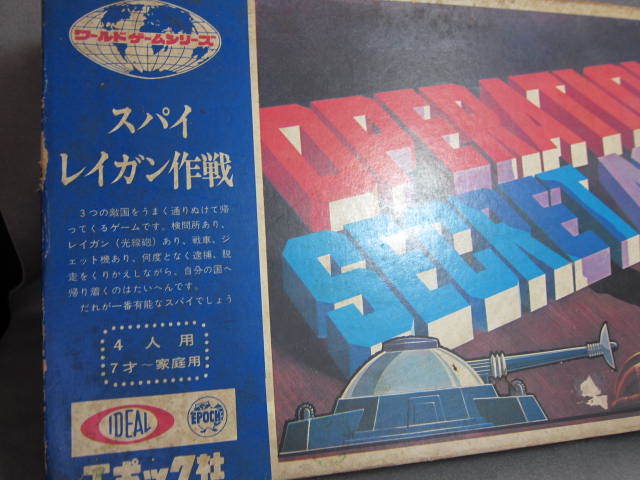 ワールドゲームシリーズ
スパイ
レイガン作戦
3つの敵国をうまく通りぬけて帰
ってくるゲームです。検問所あり、
レイガン（光線砲）あり、戦車、ジ
ェット機あり、何度となく逮捕、脱
走をくりかえしながら、自分の国へ
帰り着くのはたいへんです。
だれが一番有能なスパイでしょう
4人用
7才～家庭用
IDEAL
EPOCH
エポック社
OPERATION
SECRET